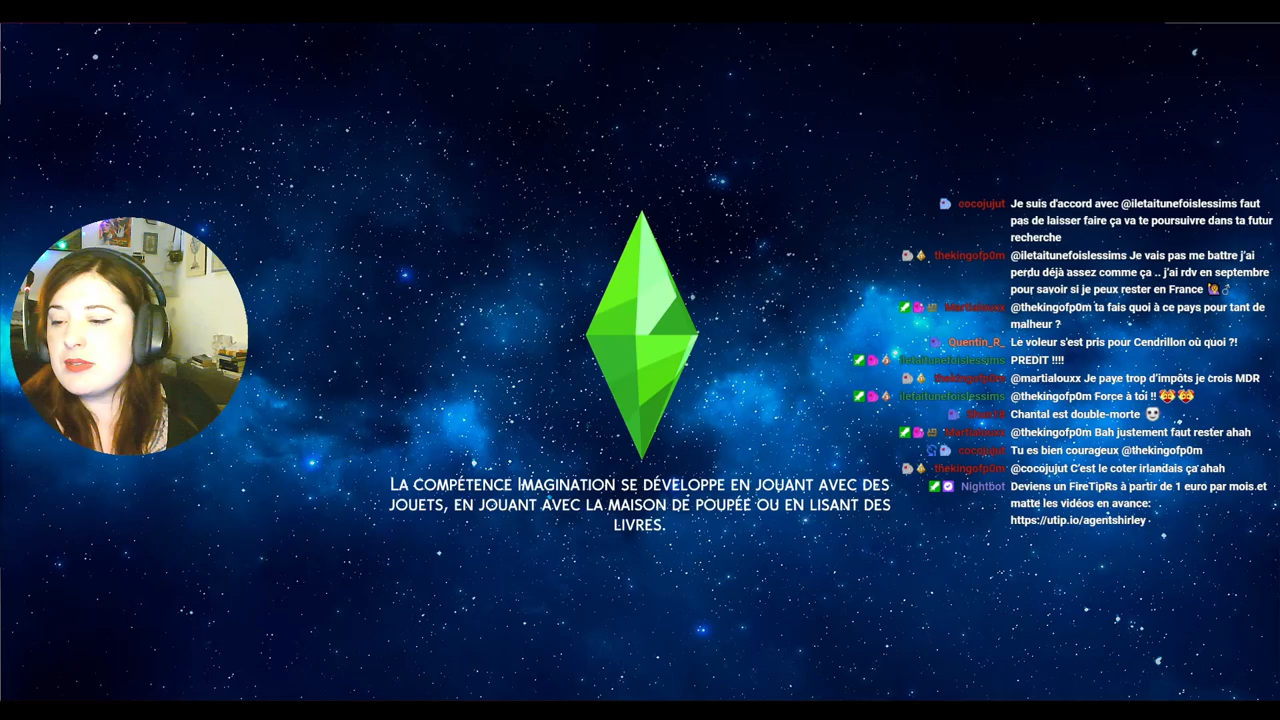 LA COMPÉTENCE IMAGINATION SE DÉVELOPPE EN JOUANT AVEC DES
JOUETS, EN JOUANT AVEC LA MAISON DE POUPÉE OU EN LISANT DES
LIVRES.
cocojujut Je suis d'accord avec @iletaitunefoislessims faut
pas de laisser faire ça va te poursuivre dans ta futur
recherche
thekingofp0m @iletaitunefoislessims Je vais pas me battre j'ai
perdu déjà assez comme ça .. j'ai rdv en septembre
pour savoir si je peux rester en France 🙋‍♂
Martialouxx @thekingofp0m ta fais quoi à ce pays pour tant de
malheur ?
Quentin_R_ Le voleur s'est pris pour Cendrillon où quoi ?!
iletaitunefoislessims PREDIT !!!!
thekingofp0m @martialouxx Je paye trop d'impôts je crois MDR
iletaitunefoislessims @thekingofp0m Force à toi !!
Chantal est double-morte
Martialouxx @thekingofp0m Bah justement faut rester ahah
cocojujut Tu es bien courageux @thekingofp0m
thekingofp0m @cocojujut C'est le coter irlandais ça ahah
Nightbot Deviens un FireTipRs à partir de 1 euro par mois et
matte les vidéos en avance:
https://utip.io/agentshirley